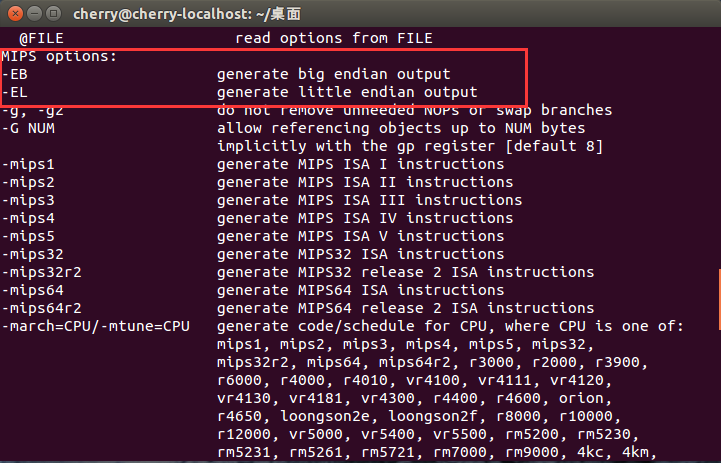 cherry@cherry-localhost: ~/桌面
@FILE read options from FILE
MIPS options:
-EB generate big endian output
-EL generate little endian output
-g, -g2 do not remove unneeded NOPs or swap branches
-G NUM allow referencing objects up to NUM bytes
implicitly with the gp register [default 8]
-mips1 generate MIPS ISA I instructions
-mips2 generate MIPS ISA II instructions
-mips3 generate MIPS ISA III instructions
-mips4 generate MIPS ISA IV instructions
-mips5 generate MIPS ISA V instructions
-mips32 generate MIPS32 ISA instructions
-mips32r2 generate MIPS32 release 2 ISA instructions
-mips64 generate MIPS64 ISA instructions
-mips64r2 generate MIPS64 release 2 ISA instructions
-march=CPU/-mtune=CPU generate code/schedule for CPU, where CPU is one of:
mips1, mips2, mips3, mips4, mips5, mips32,
mips32r2, mips64, mips64r2, r3000, r2000, r3900,
r6000, r4000, r4010, vr4100, vr4111, vr4120,
vr4130, vr4181, vr4300, r4400, r4600, orion,
r4650, loongson2e, loongson2f, r8000, r10000,
r12000, vr5000, vr5400, vr5500, rm5200, rm5230,
rm5231, rm5261, rm5721, rm7000, rm9000, 4kc, 4km,